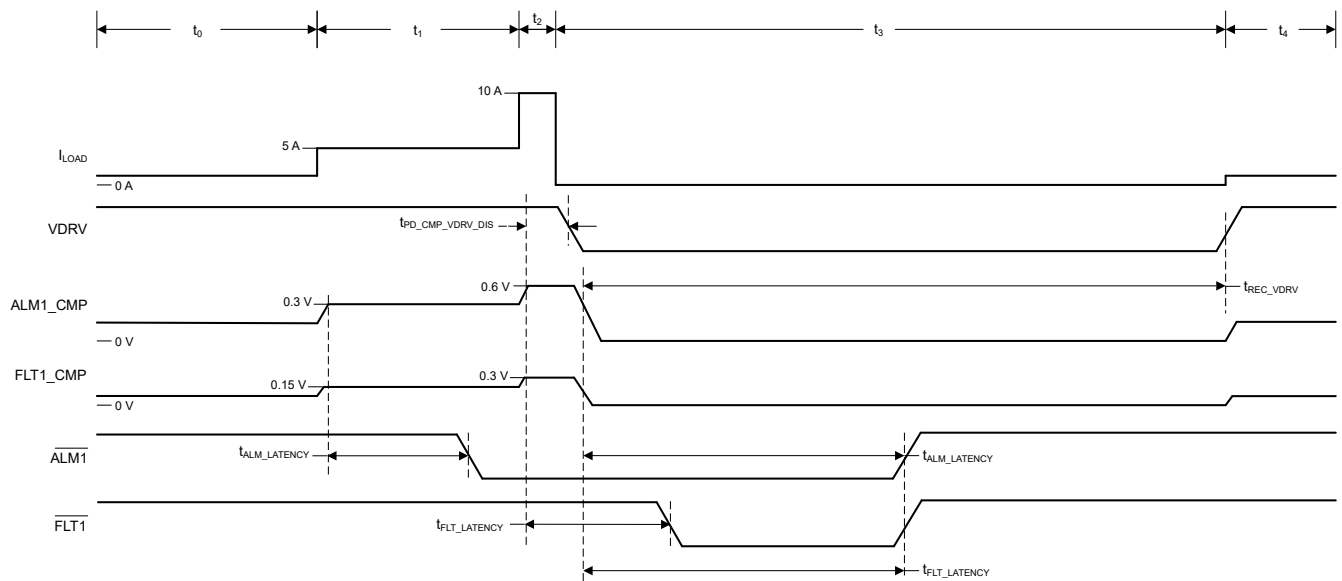 t0
t1
t2
t3
t4
10 A
5 A
ILOAD
0 A
VDRV
tPD_CMP_VDRV_DIS
0.6 V
tREC_VDRV
0.3 V
ALM1_CMP
0 V
0.3 V
FLT1_CMP
0.15 V
0 V
ALM1
tALM_LATENCY
tALM_LATENCY
FLT1
tFLT_LATENCY
tFLT_LATENCY